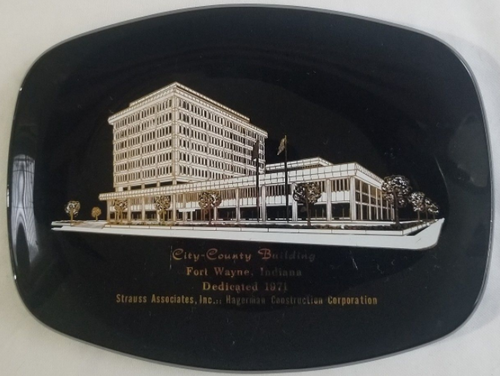 City-County Building
Fort Wayne, Indiana
Dedicated 1971
Strauss Associates, Inc., Hagerman Construction Corporation